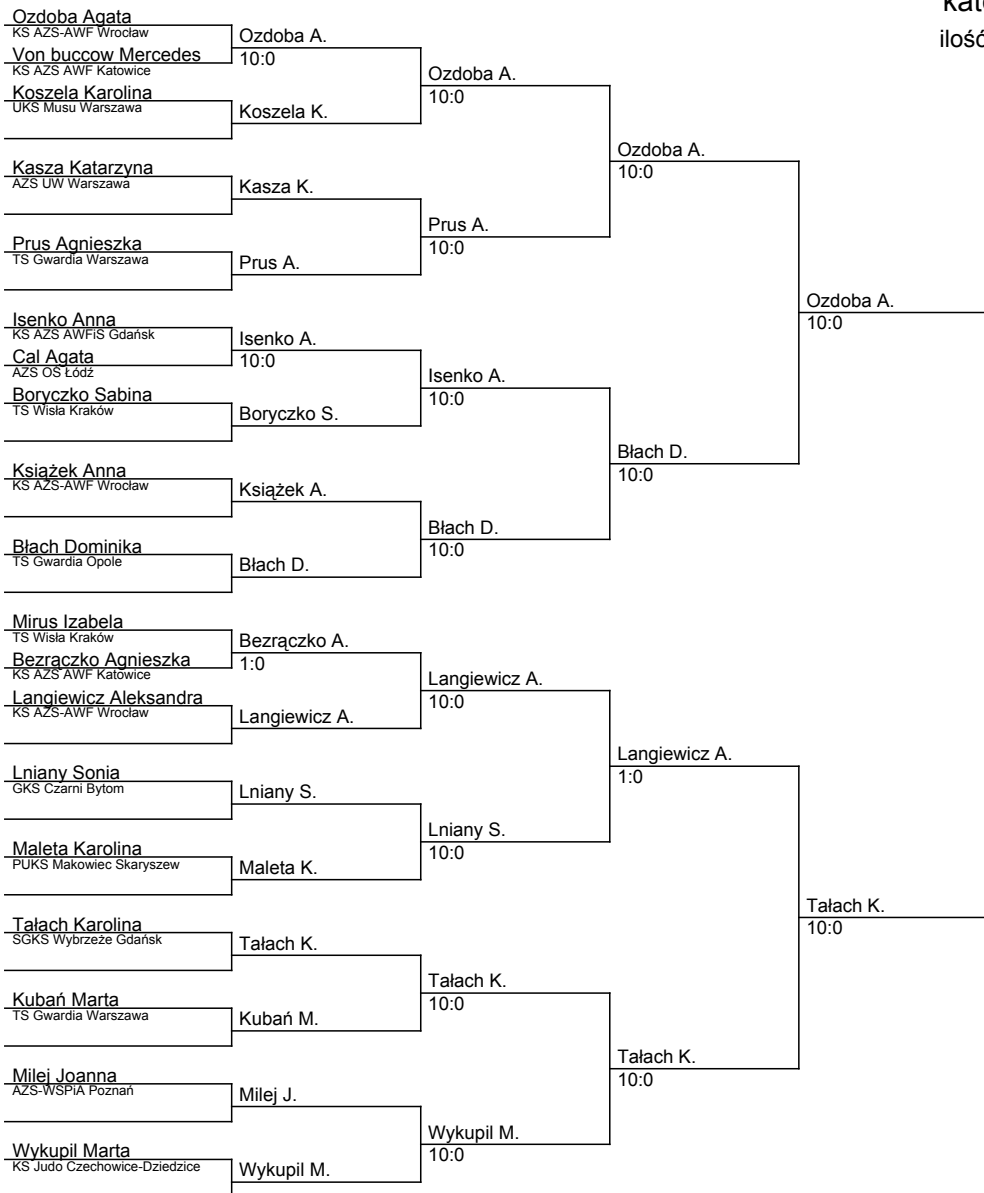 kate
ilość
Ozdoba Agata
KS AZS-AWF Wrocław
Von buccow Mercedes
KS AZS AWF Katowice
Koszela Karolina
UKS Musu Warszawa
Kasza Katarzyna
AZS UW Warszawa
Prus Agnieszka
TS Gwardia Warszawa
Isenko Anna
KS AZS AWFiS Gdańsk
Cal Agata
AZS OŚ Łódź
Boryczko Sabina
TS Wisła Kraków
Książek Anna
KS AZS-AWF Wrocław
Błach Dominika
TS Gwardia Opole
Mirus Izabela
TS Wisła Kraków
Bezrączko Agnieszka
KS AZS AWF Katowice
Langiewicz Aleksandra
KS AZS-AWF Wrocław
Lniany Sonia
GKS Czarni Bytom
Maleta Karolina
PUKS Makowiec Skaryszew
Tałach Karolina
SGKS Wybrzeże Gdańsk
Kubań Marta
TS Gwardia Warszawa
Milej Joanna
AZS-WSPiA Poznań
Wykupil Marta
KS Judo Czechowice-Dziedzice
Ozdoba A.
10:0
Koszela K.
Kasza K.
Prus A.
Isenko A.
10:0
Boryczko S.
Książek A.
Błach D.
Bezrączko A.
1:0
Langiewicz A.
Lniany S.
Maleta K.
Tałach K.
Kubań M.
Milej J.
Wykupil M.
Ozdoba A.
10:0
Prus A.
10:0
Isenko A.
10:0
Błach D.
10:0
Langiewicz A.
10:0
Lniany S.
10:0
Tałach K.
10:0
Wykupil M.
10:0
Ozdoba A.
10:0
Błach D.
10:0
Langiewicz A.
1:0
Tałach K.
10:0
Ozdoba A.
10:0
Tałach K.
10:0